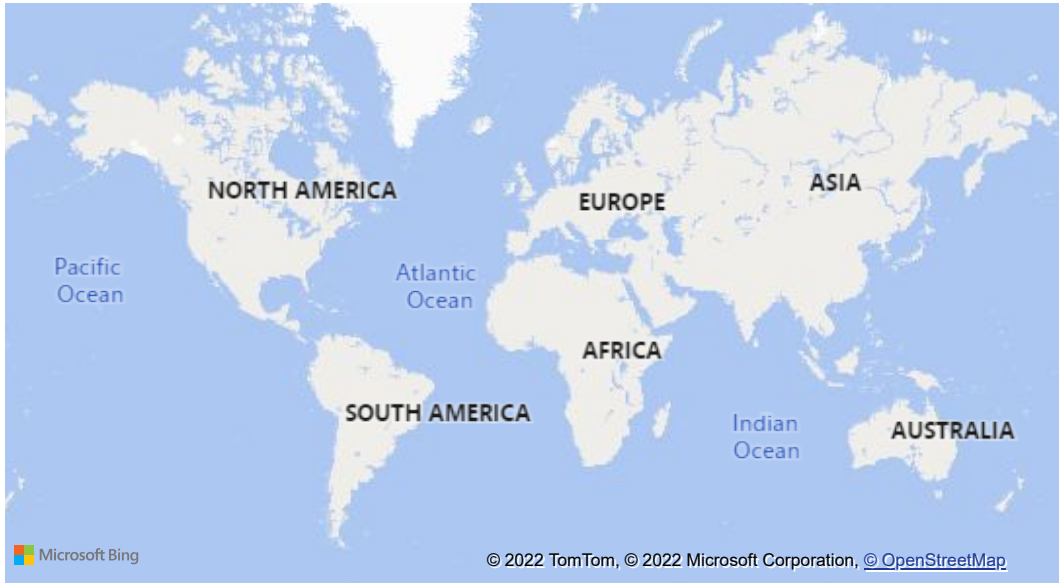 NORTH AMERICA
EUROPE
ASIA
Pacific
Ocean
Atlantic
Ocean
AFRICA
SOUTH AMERICA
Indian
Ocean
AUSTRALIA
Microsoft Bing
© 2022 TomTom, © 2022 Microsoft Corporation, © OpenStreetMap